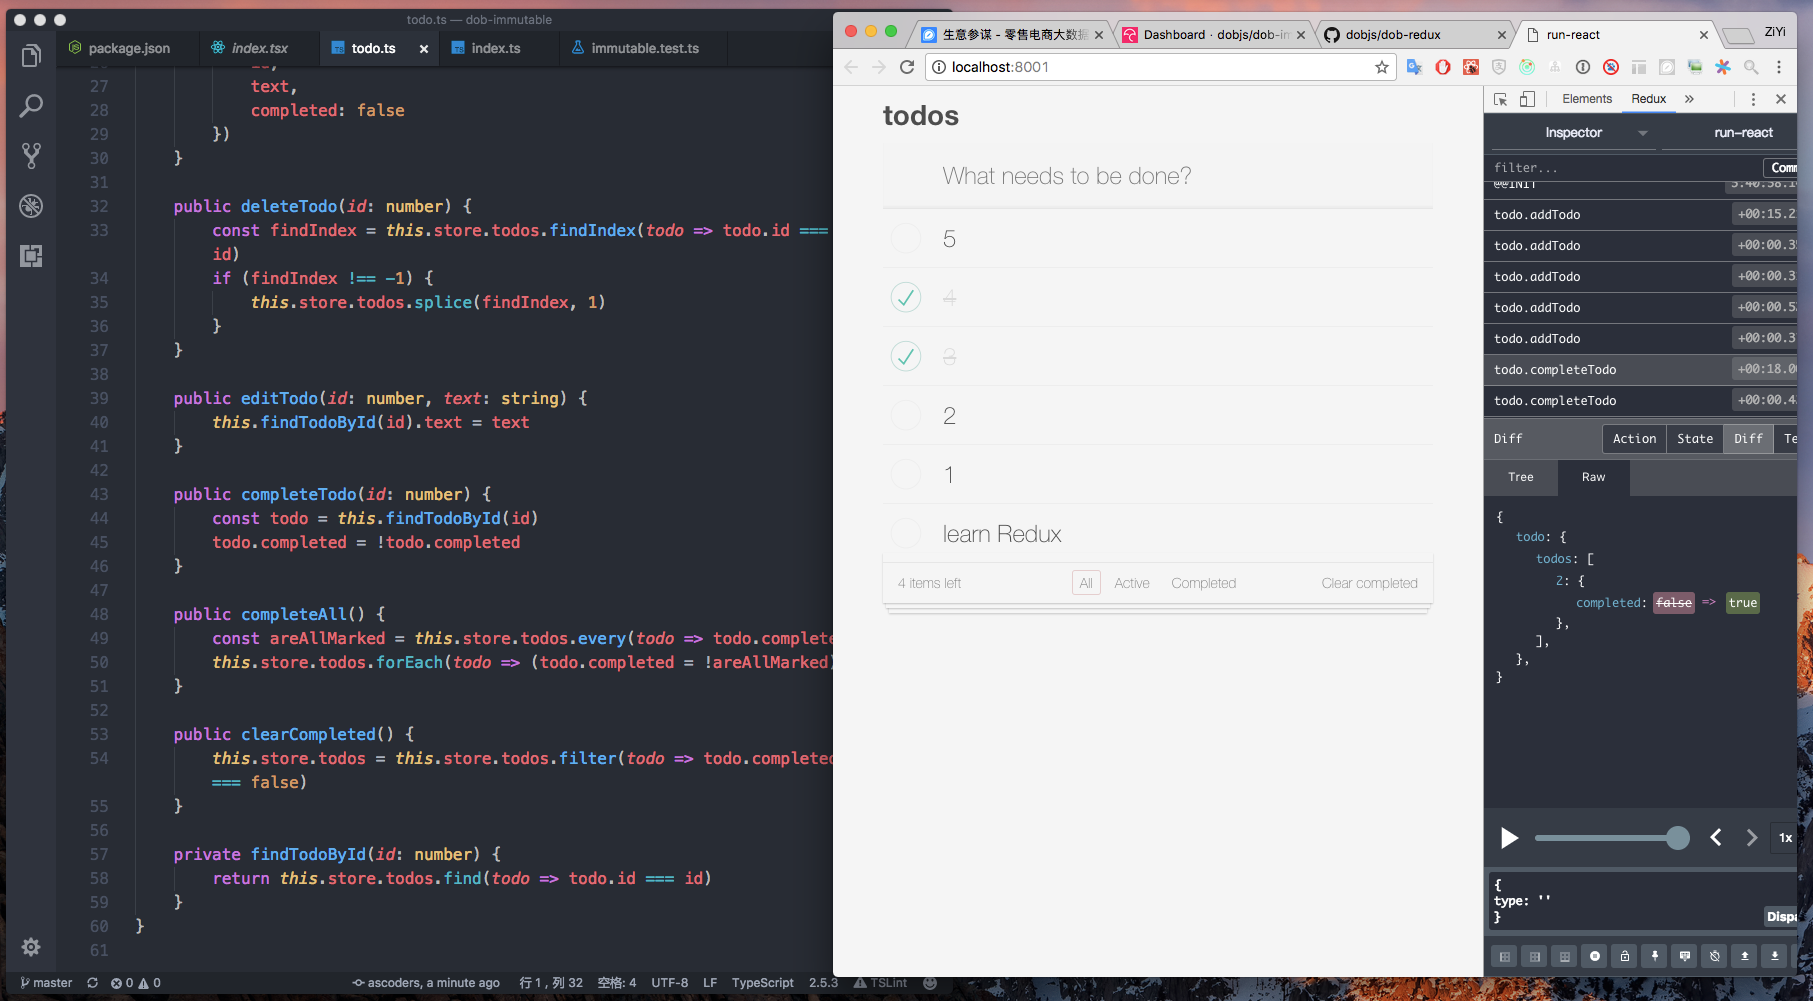 todo.ts — dob-immutable
package.json
index.tsx
todo.ts
index.ts
immutable.test.ts
27 text,
28 completed: false
29 })
30 }
31
32 public deleteTodo(id: number) {
33 const findIndex = this.store.todos.findIndex(todo => todo.id ===
id)
34 if (findIndex !== -1) {
35 this.store.todos.splice(findIndex, 1)
36 }
37 }
38
39 public editTodo(id: number, text: string) {
40 this.findTodoById(id).text = text
41 }
42
43 public completeTodo(id: number) {
44 const todo = this.findTodoById(id)
45 todo.completed = !todo.completed
46 }
47
48 public completeAll() {
49 const areAllMarked = this.store.todos.every(todo => todo.complete
50 this.store.todos.forEach(todo => (todo.completed = !areAllMarked)
51 }
52
53 public clearCompleted() {
54 this.store.todos = this.store.todos.filter(todo => todo.completed
=== false)
55 }
56
57 private findTodoById(id: number) {
58 return this.store.todos.find(todo => todo.id === id)
59 }
60 }
61
master
0 0
ascoders, a minute ago
行 1，列 32
空格: 4
UTF-8
LF
TypeScript
2.5.3
TSLint
生意参谋 - 零售电商大数据
Dashboard · dobjs/dob-im
dobjs/dob-redux
run-react
ZiYi
localhost:8001
todos
What needs to be done?
5
4
3
2
1
learn Redux
4 items left
All
Active
Completed
Clear completed
Elements
Redux
»
Inspector
run-react
filter...
Comm
@@INIT
todo.addTodo +00:15.2
todo.addTodo +00:00.3
todo.addTodo +00:00.3
todo.addTodo +00:00.5
todo.addTodo +00:00.3
todo.completeTodo +00:18.0
todo.completeTodo +00:00.4
Diff
Action
State
Diff
Te
Tree
Raw
{
todo: {
todos: [
2: {
completed: false => true
},
],
},
}
1x
{
type: ''
}
Dispa